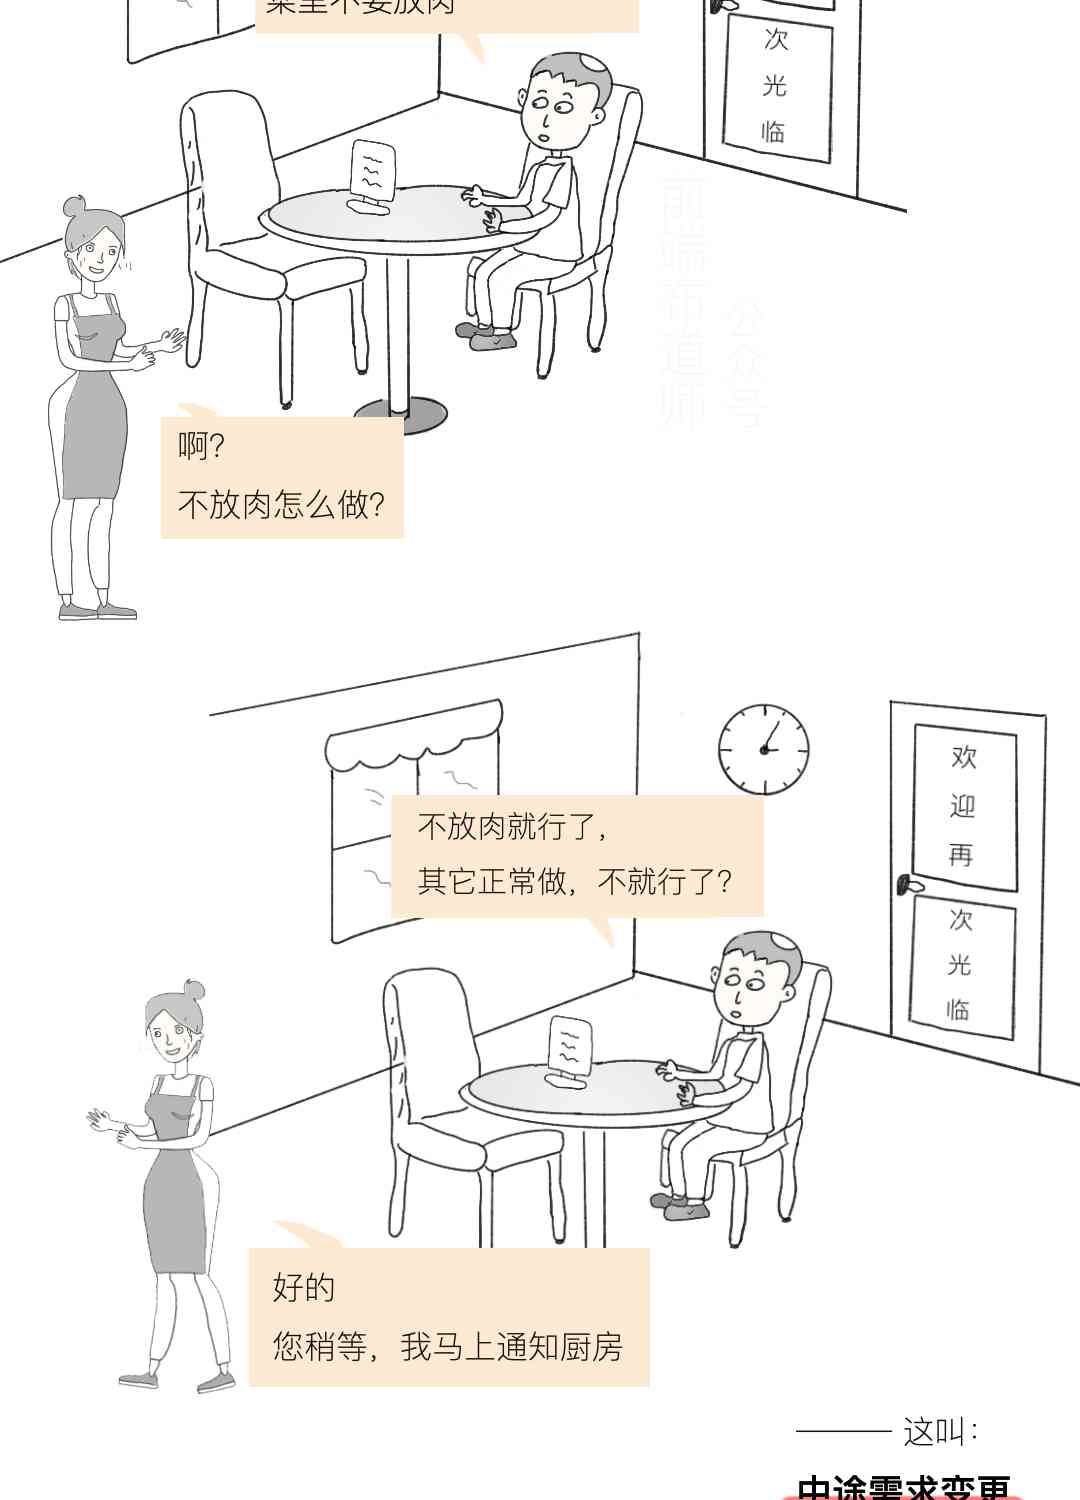 菜里不要放肉
次
光
临
前端布道师
公众号
啊？
不放肉怎么做？
欢
迎
再
次
光
临
不放肉就行了，
其它正常做，不就行了？
好的
您稍等，我马上通知厨房
——— 这叫：
中途需求变更